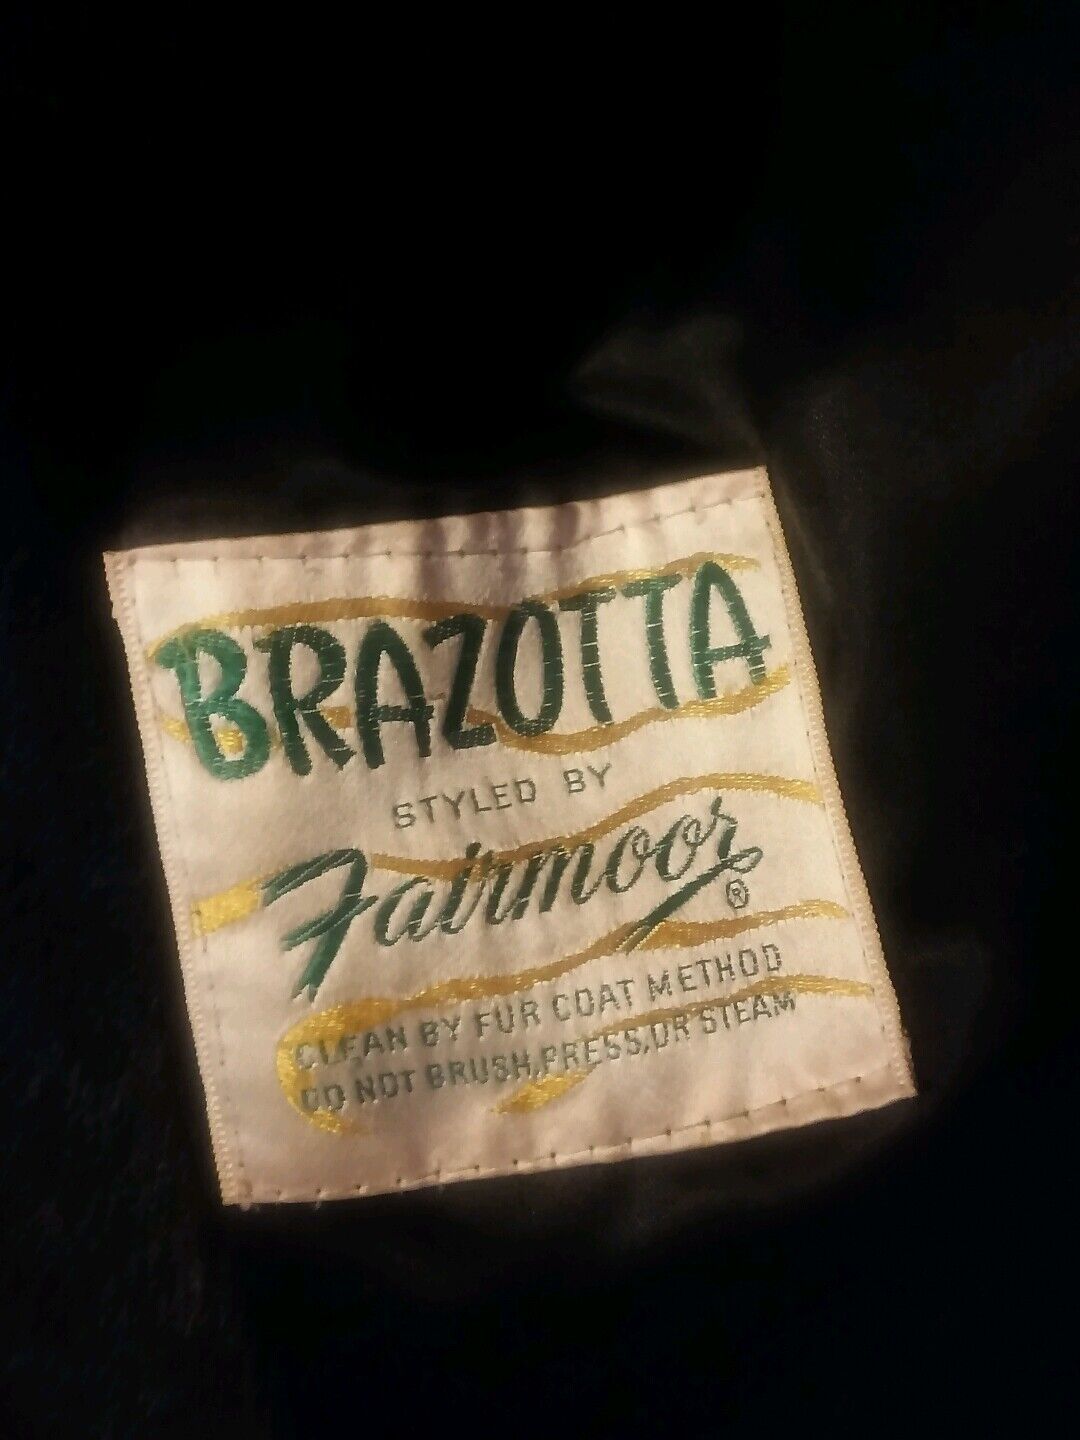 BRAZOTTA
STYLED BY
Fairmoor®
CLEAN BY FUR COAT METHOD
DO NOT BRUSH,PRESS,OR STEAM